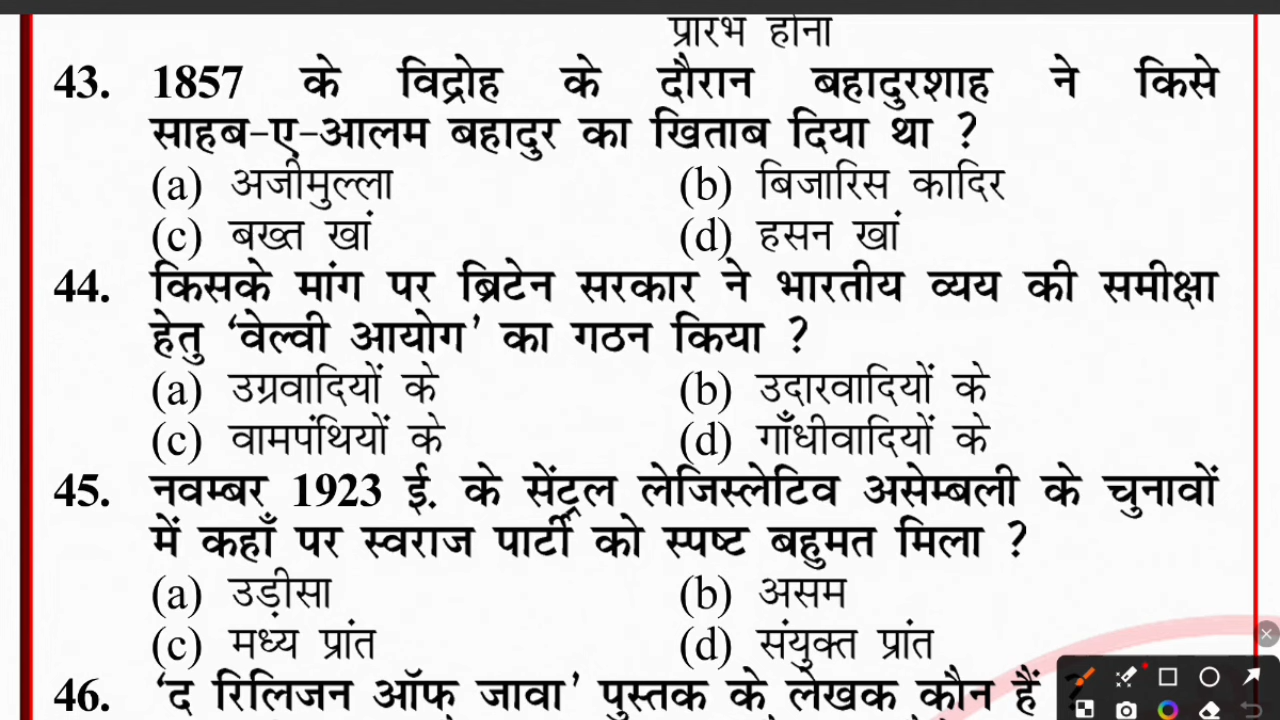 प्रारंभ होना
43. 1857 के विद्रोह के दौरान बहादुरशाह ने किसे
साहब-ए-आलम बहादुर का खिताब दिया था ?
(a) अजीमुल्ला (b) बिजारिस कादिर
(c) बख्त खां (d) हसन खां
44. किसके मांग पर ब्रिटेन सरकार ने भारतीय व्यय की समीक्षा
हेतु ‘वेल्वी आयोग’ का गठन किया ?
(a) उग्रवादियों के (b) उदारवादियों के
(c) वामपंथियों के (d) गाँधीवादियों के
45. नवम्बर 1923 ई. के सेंट्रल लेजिस्लेटिव असेम्बली के चुनावों
में कहाँ पर स्वराज पार्टी को स्पष्ट बहुमत मिला ?
(a) उड़ीसा (b) असम
(c) मध्य प्रांत (d) संयुक्त प्रांत
46. ‘द रिलिजन ऑफ जावा’ पुस्तक के लेखक कौन हैं ?